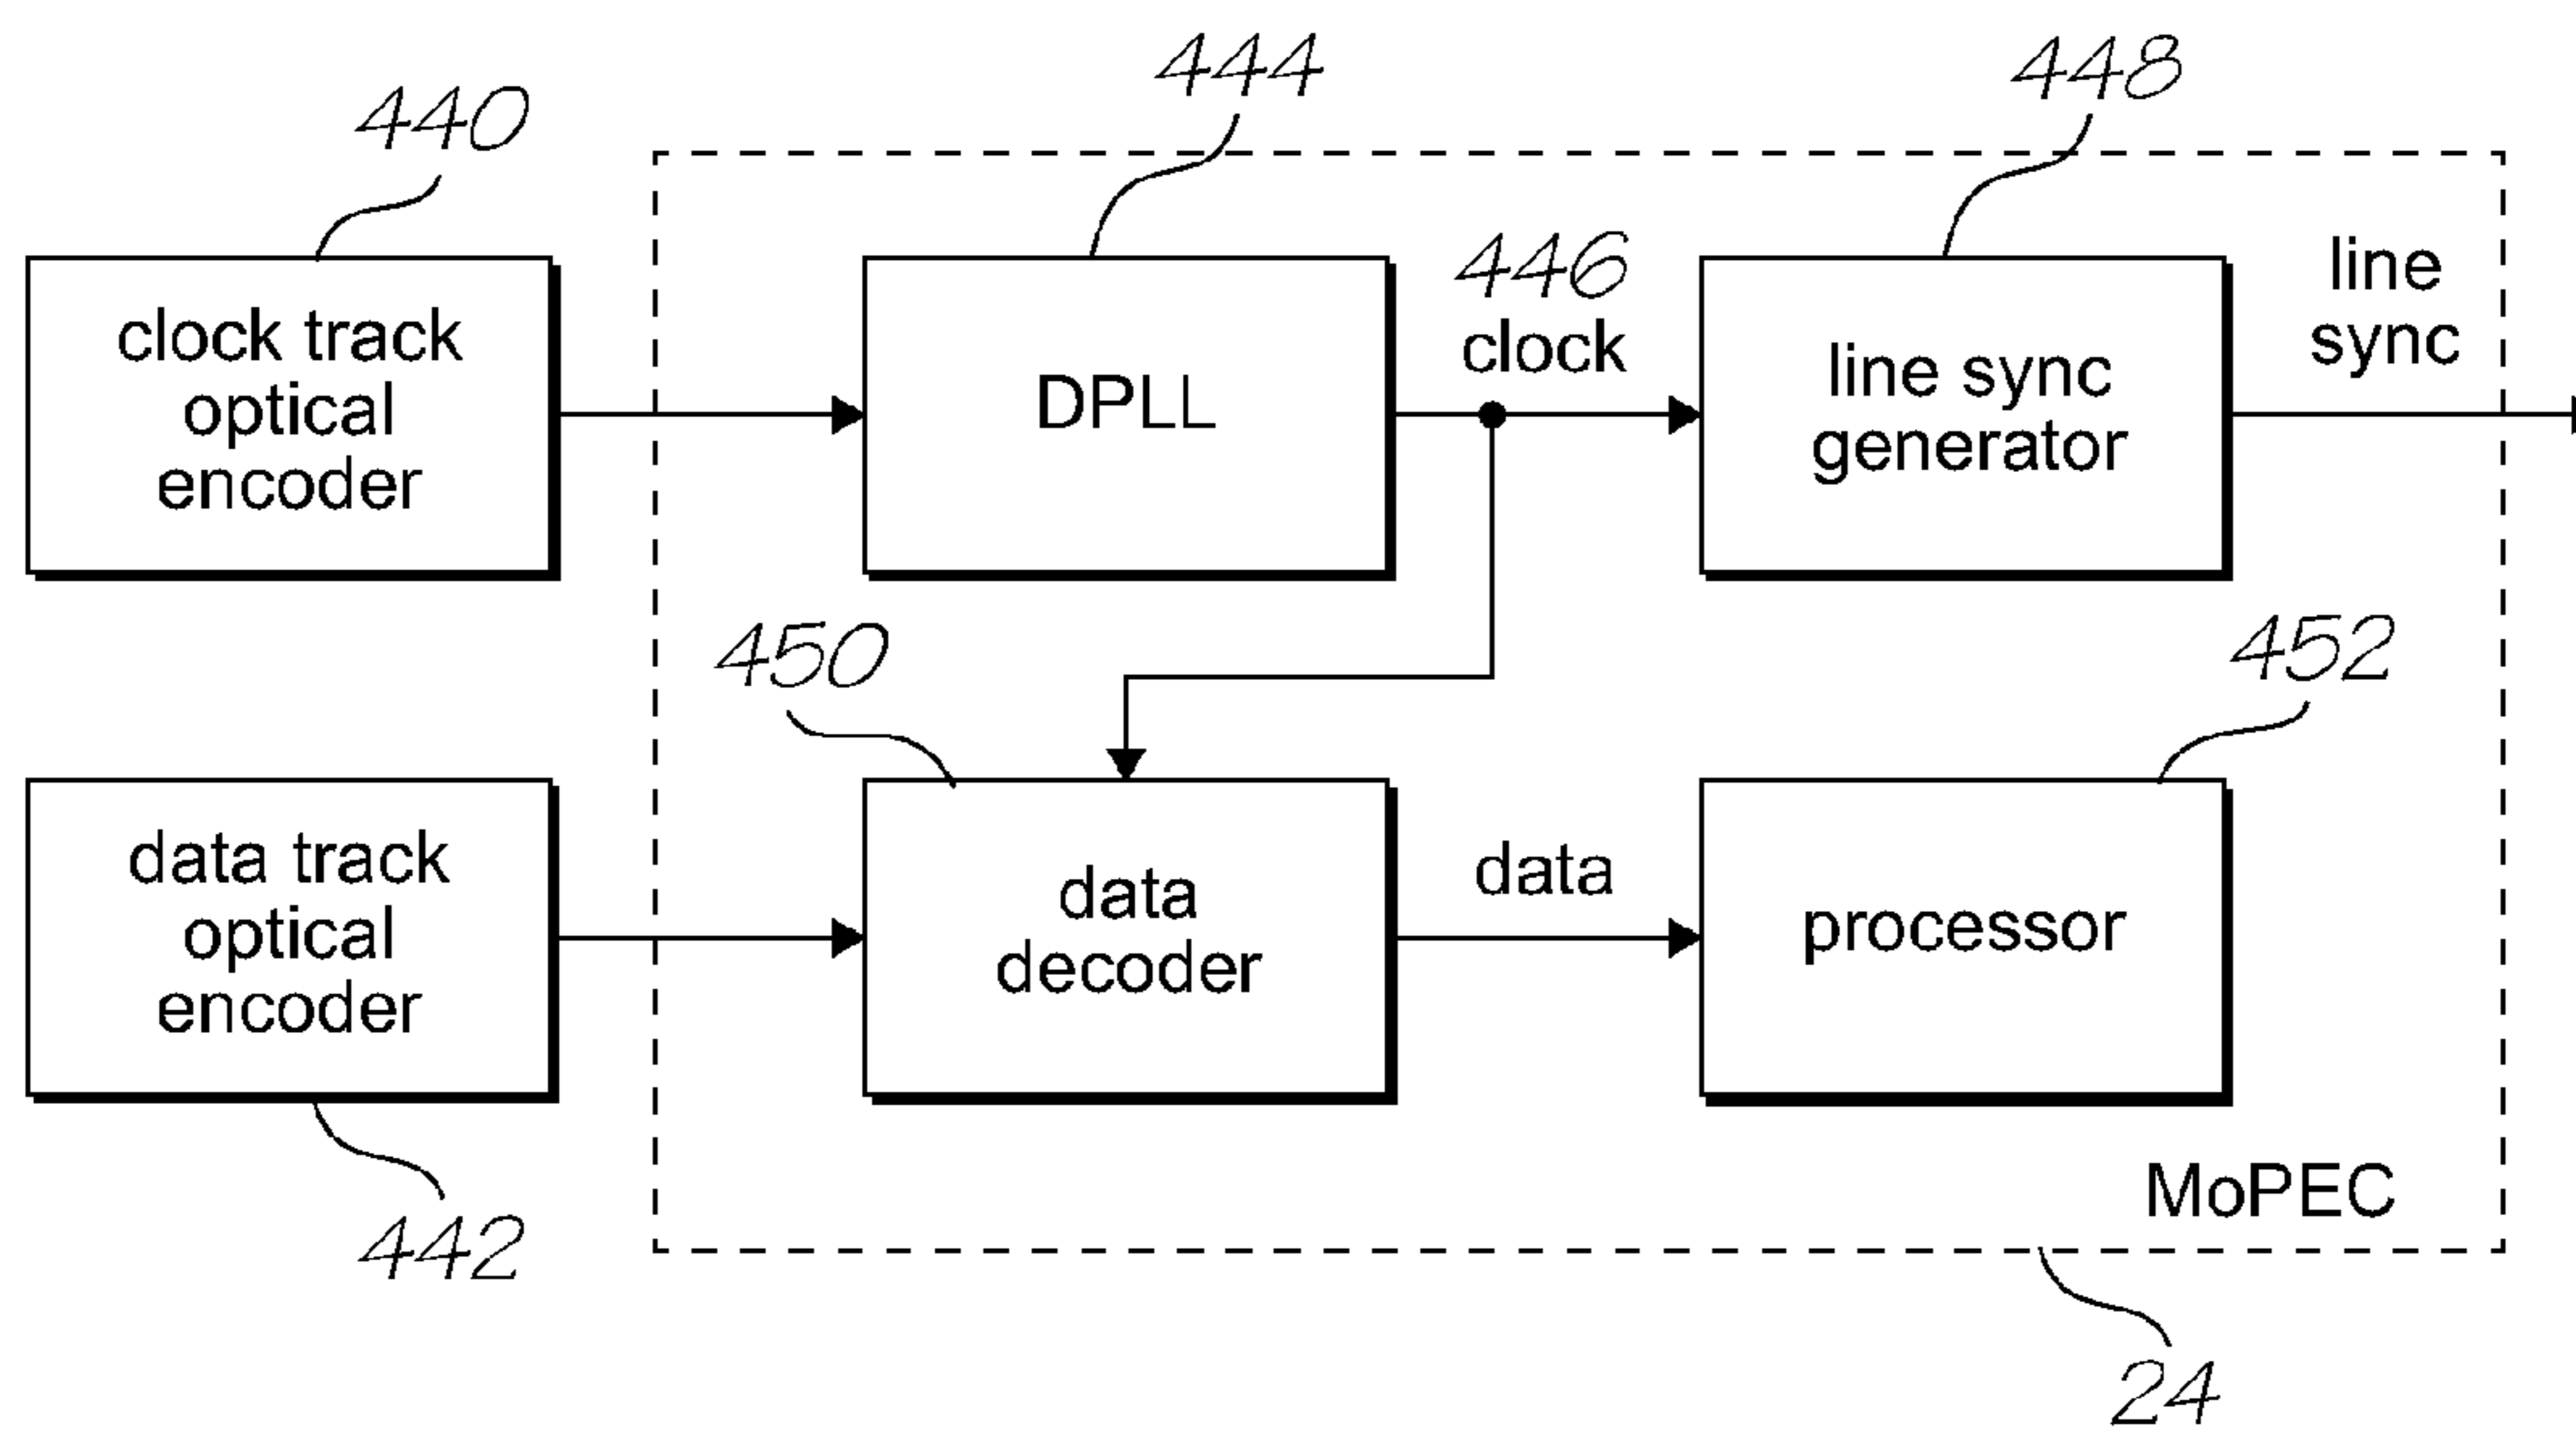 444
448
440
446
clock
line
sync
clock track
optical
encoder
DPLL
line sync
generator
450
452
data track
optical
encoder
data
decoder
data
processor
MoPEC
442
24